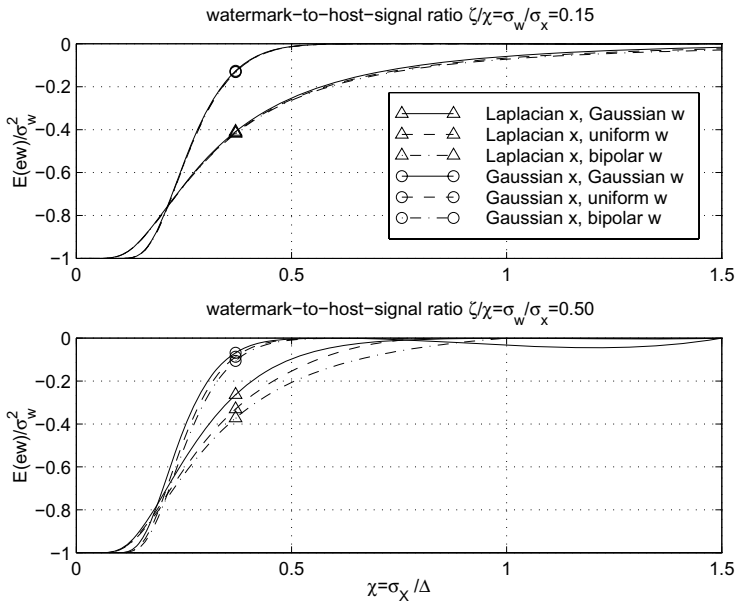 watermark−to−host−signal ratio ζ/χ=σw/σx=0.15
0
−0.2
−0.4
−0.6
−0.8
−1
E(ew)/σ²w
Laplacian x, Gaussian w
Laplacian x, uniform w
Laplacian x, bipolar w
Gaussian x, Gaussian w
Gaussian x, uniform w
Gaussian x, bipolar w
0 0.5 1 1.5
watermark−to−host−signal ratio ζ/χ=σw/σx=0.50
0
−0.2
−0.4
−0.6
−0.8
−1
E(ew)/σ²w
0 0.5 1 1.5
χ=σX/Δ